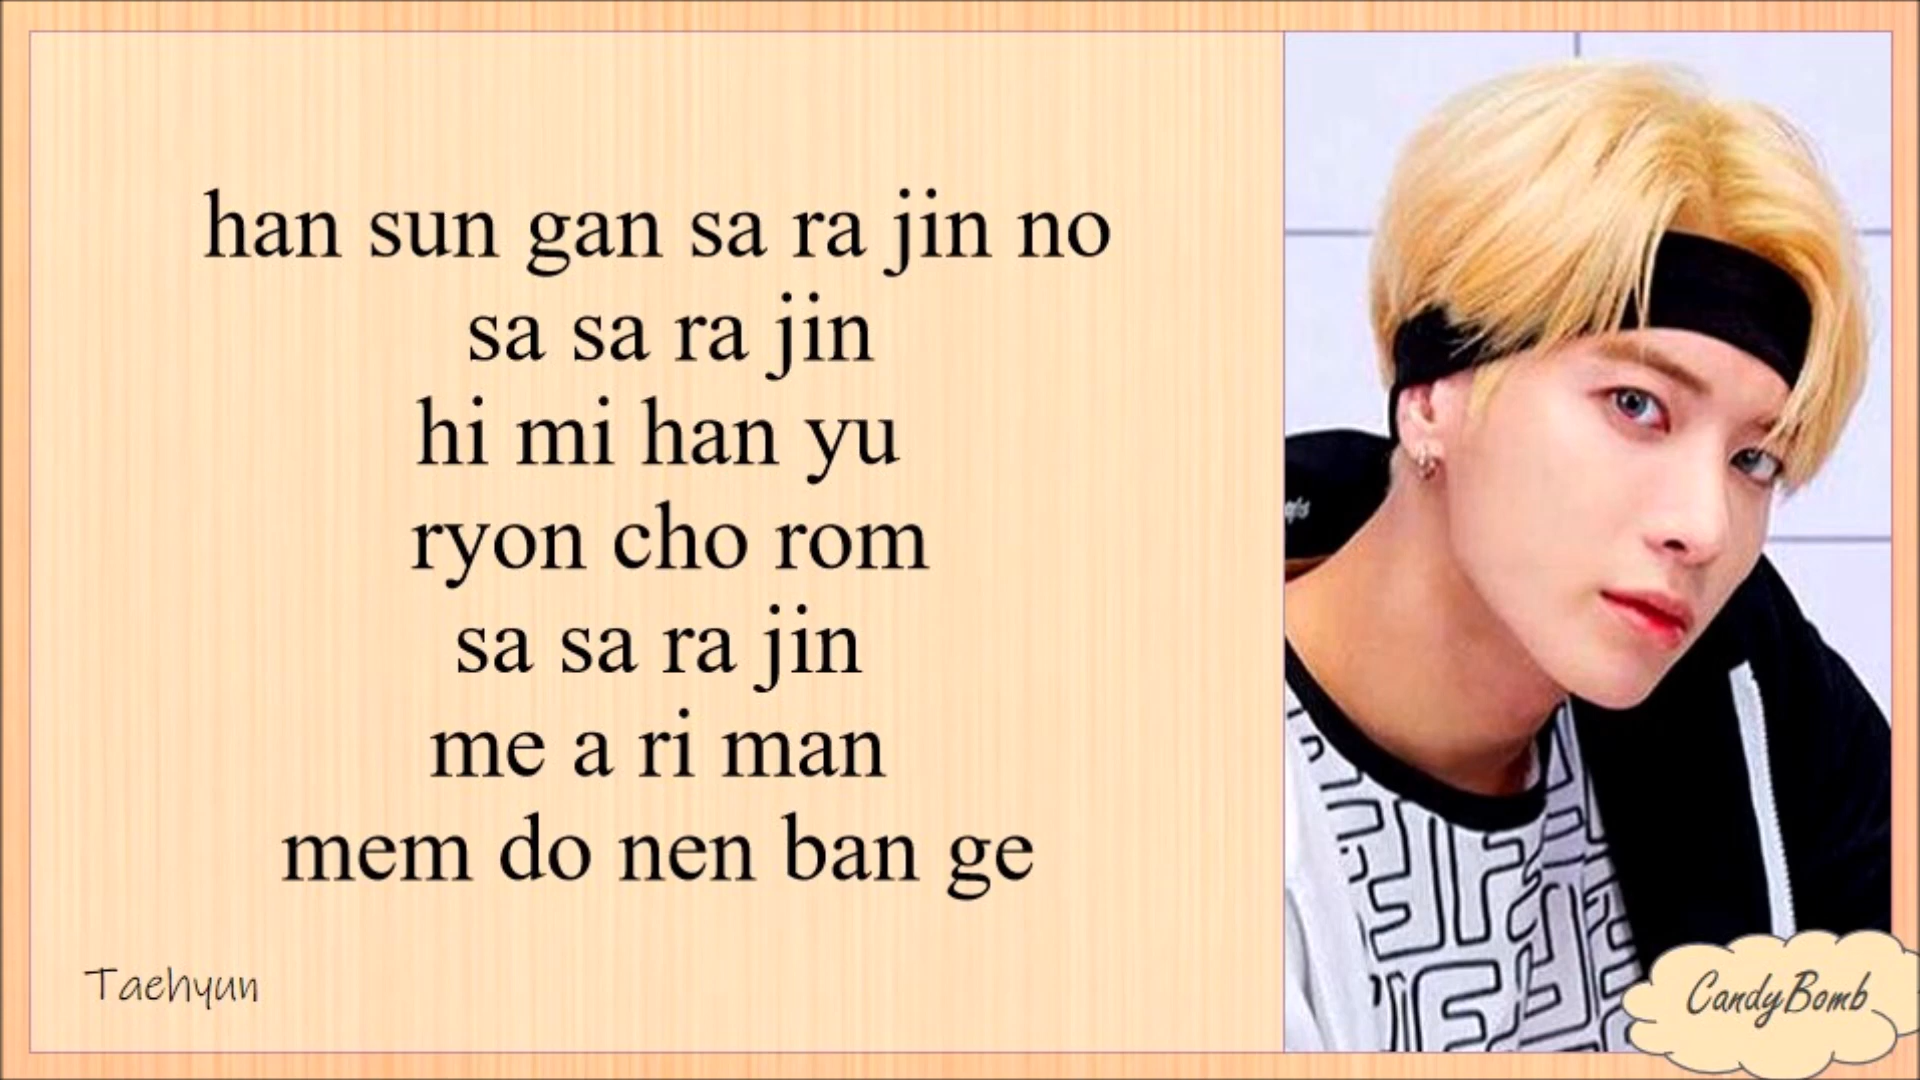 han sun gan sa ra jin no
sa sa ra jin
hi mi han yu
ryon cho rom
sa sa ra jin
me a ri man
mem do nen ban ge
Taehyun
CandyBomb